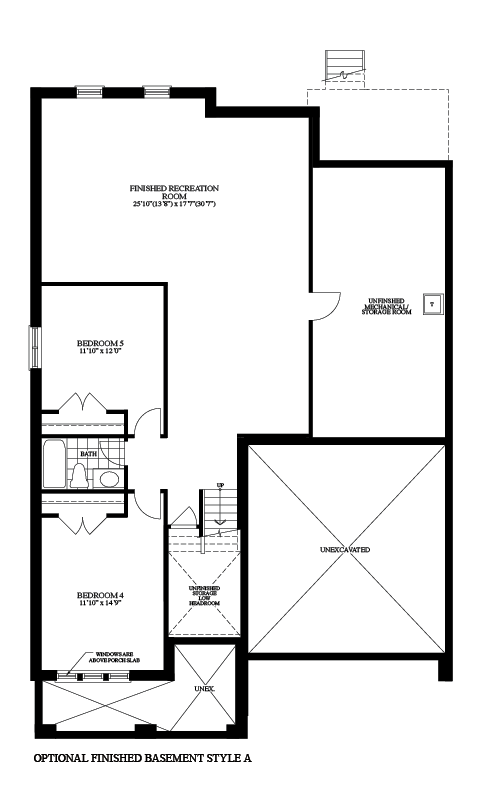 FINISHED RECREATION
ROOM
25'10"(13'8") x 17'7"(30'7")
UNFINISHED
MECHANICAL/
STORAGE ROOM
T
BEDROOM 5
11'10" x 12'0"
BATH
UP
UNEXCAVATED
UNFINISHED
STORAGE
LOW
HEADROOM
BEDROOM 4
11'10" x 14'9"
WINDOWS ARE
ABOVE PORCH SLAB
UNEX.
OPTIONAL FINISHED BASEMENT STYLE A